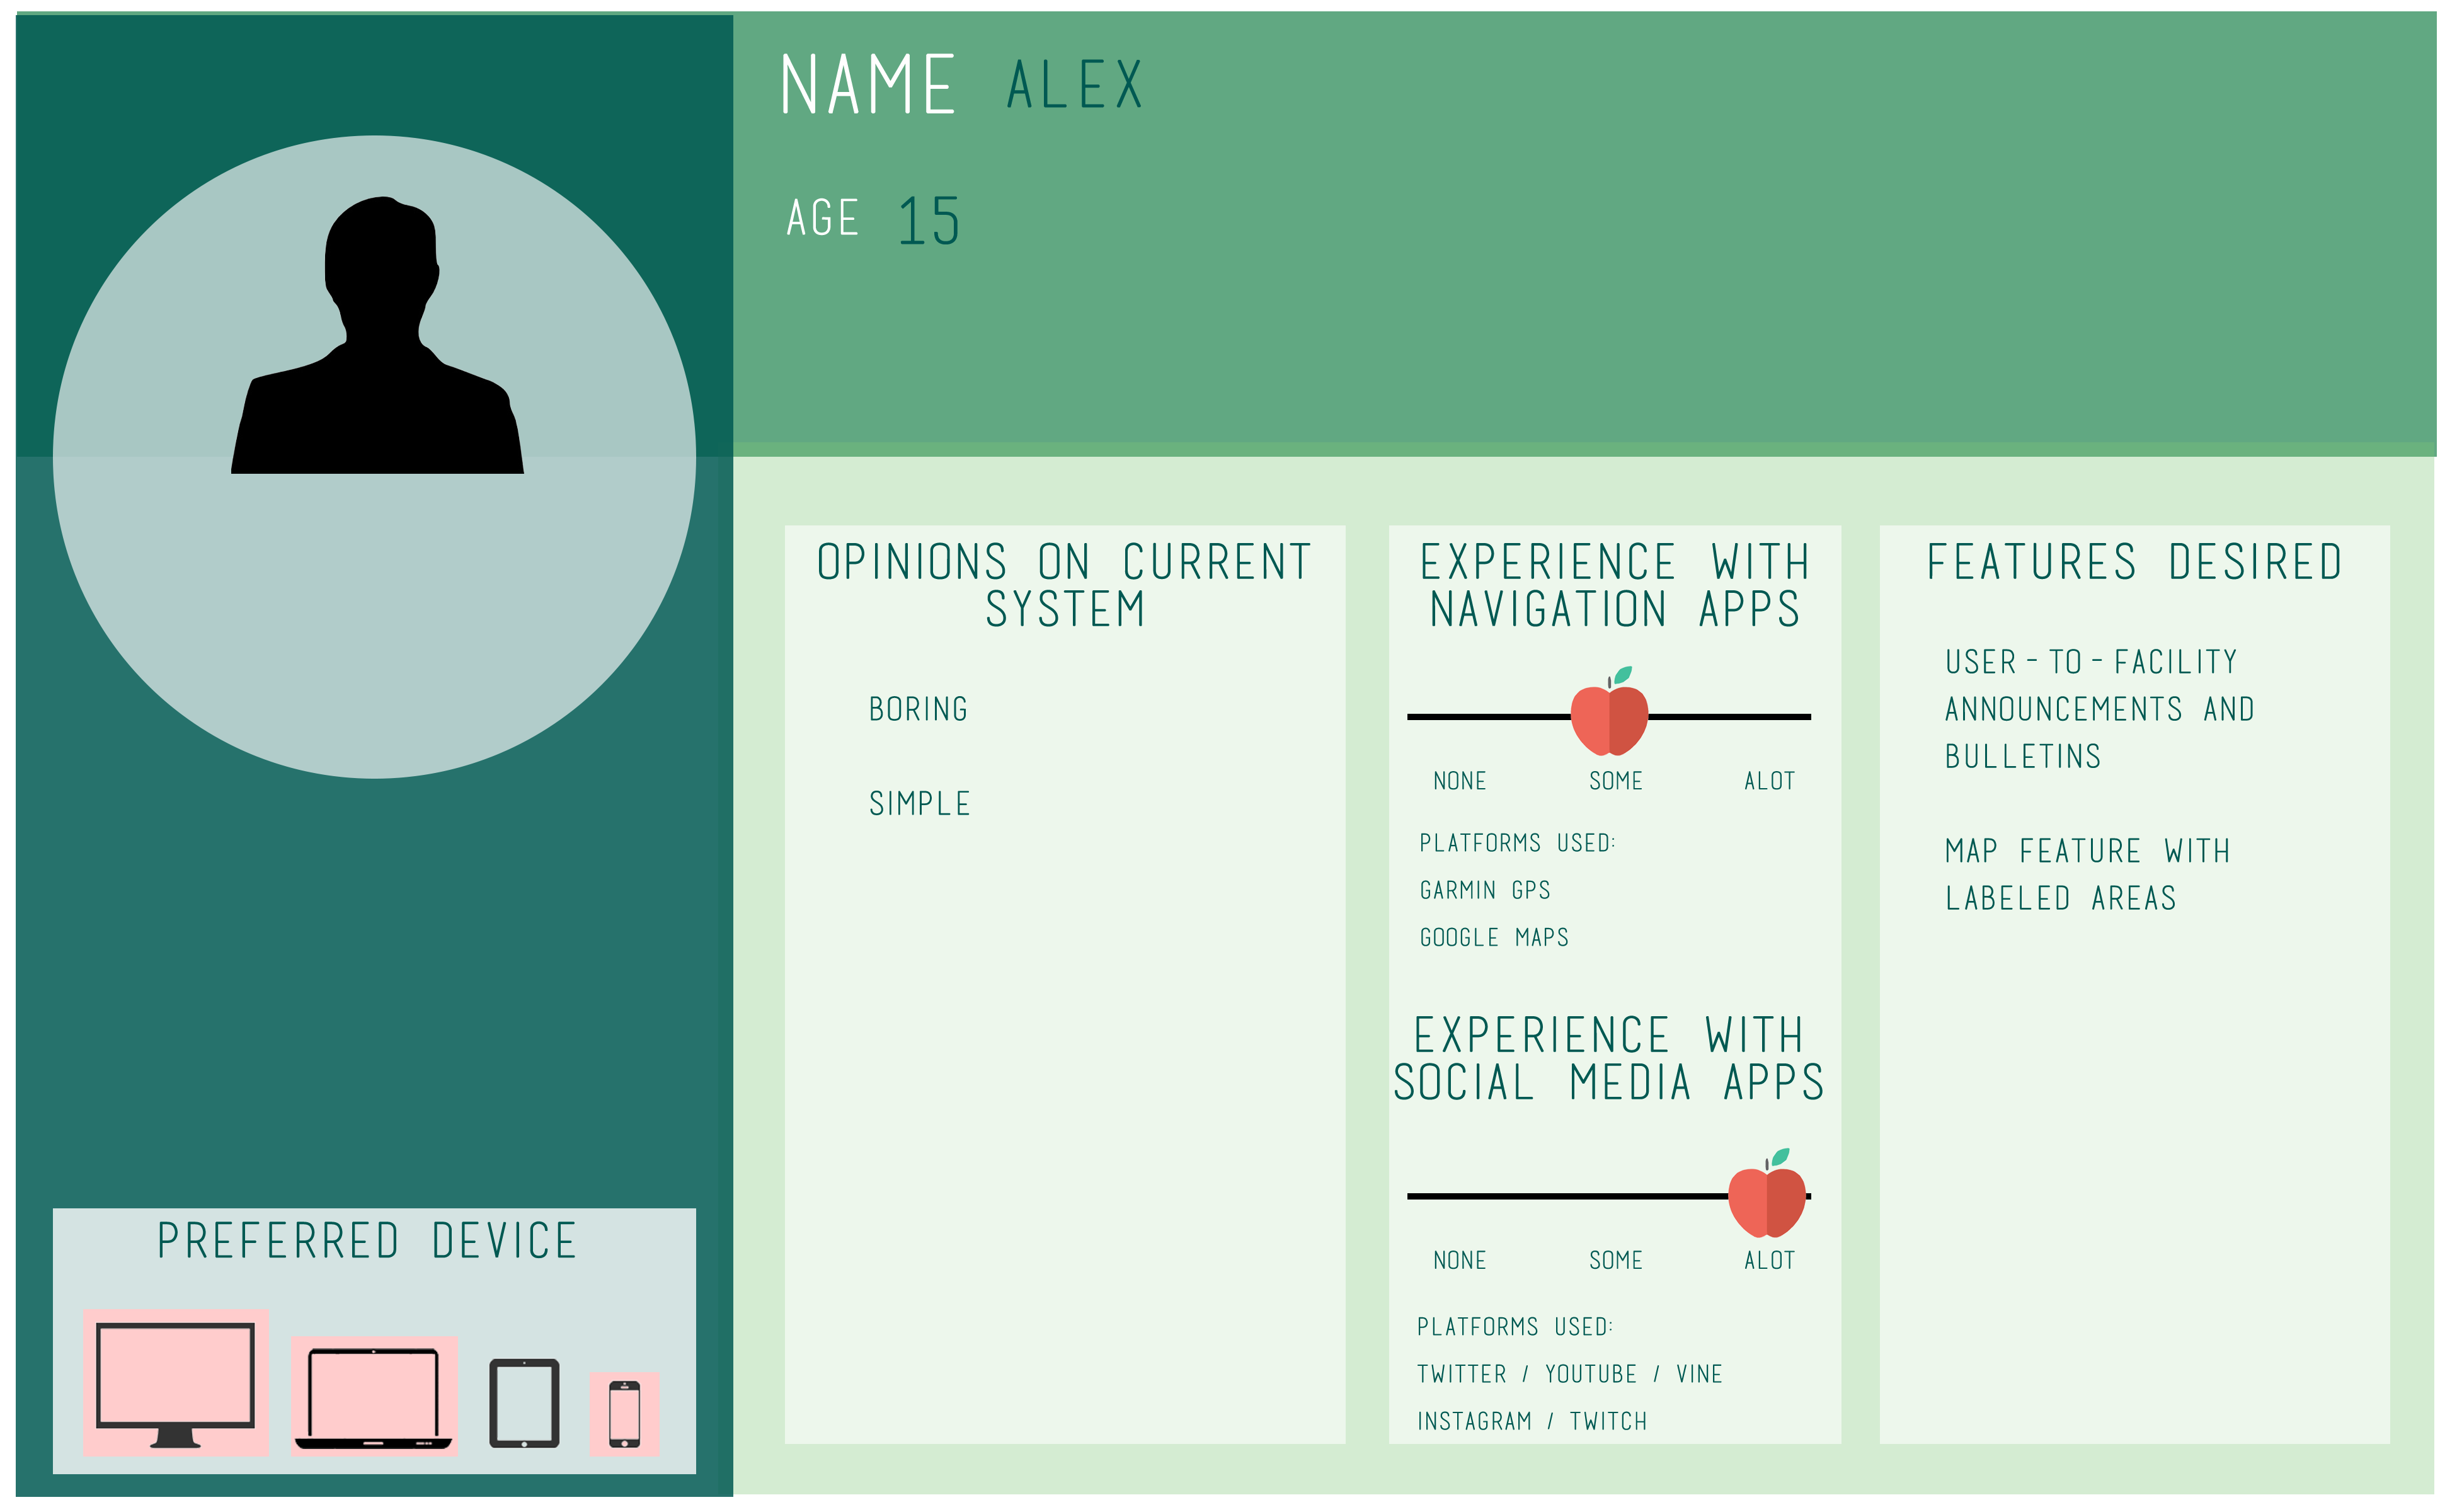 NAME ALEX
AGE 15
PREFERRED DEVICE
OPINIONS ON CURRENT
SYSTEM
BORING
SIMPLE
EXPERIENCE WITH
NAVIGATION APPS
NONE SOME ALOT
PLATFORMS USED:
GARMIN GPS
GOOGLE MAPS
EXPERIENCE WITH
SOCIAL MEDIA APPS
NONE SOME ALOT
PLATFORMS USED:
TWITTER / YOUTUBE / VINE
INSTAGRAM / TWITCH
FEATURES DESIRED
USER-TO-FACILITY
ANNOUNCEMENTS AND
BULLETINS
MAP FEATURE WITH
LABELED AREAS